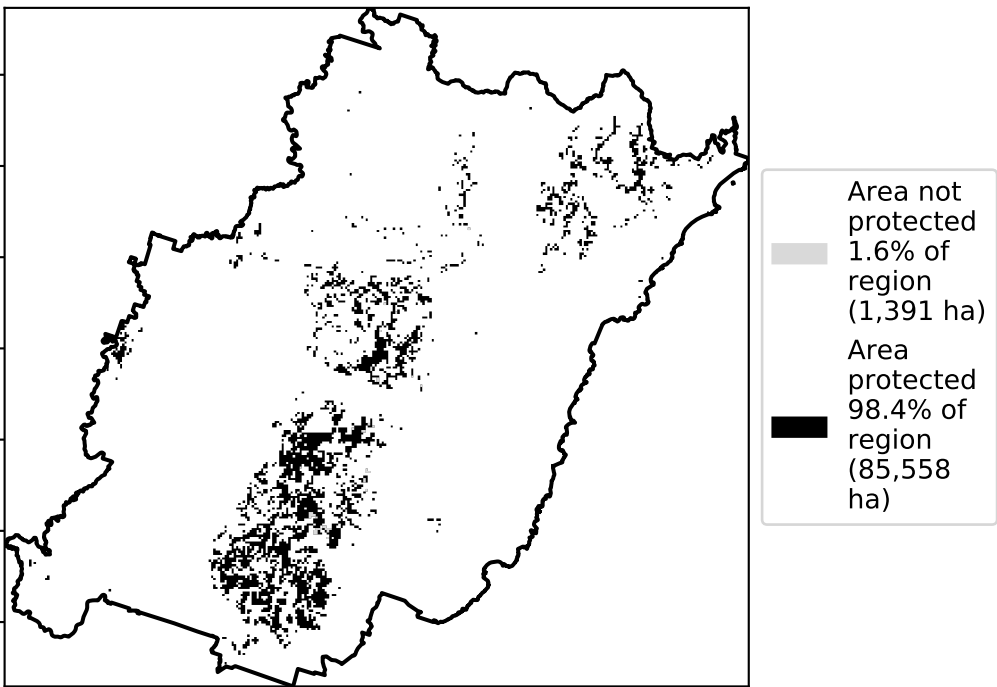 Area not
protected
1.6% of
region
(1,391 ha)
Area
protected
98.4% of
region
(85,558
ha)